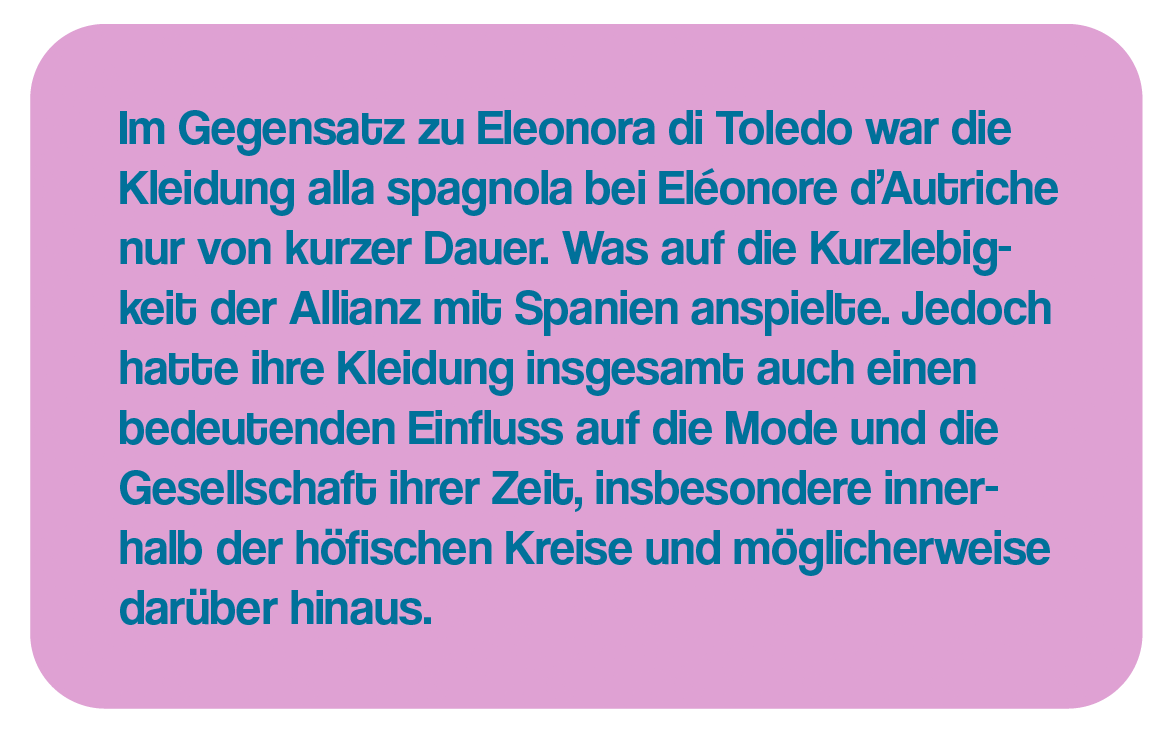 Im Gegensatz zu Eleonora di Toledo war die
Kleidung alla spagnola bei Eléonore d’Autriche
nur von kurzer Dauer. Was auf die Kurzlebig-
keit der Allianz mit Spanien anspielte. Jedoch
hatte ihre Kleidung insgesamt auch einen
bedeutenden Einfluss auf die Mode und die
Gesellschaft ihrer Zeit, insbesondere inner-
halb der höfischen Kreise und möglicherweise
darüber hinaus.